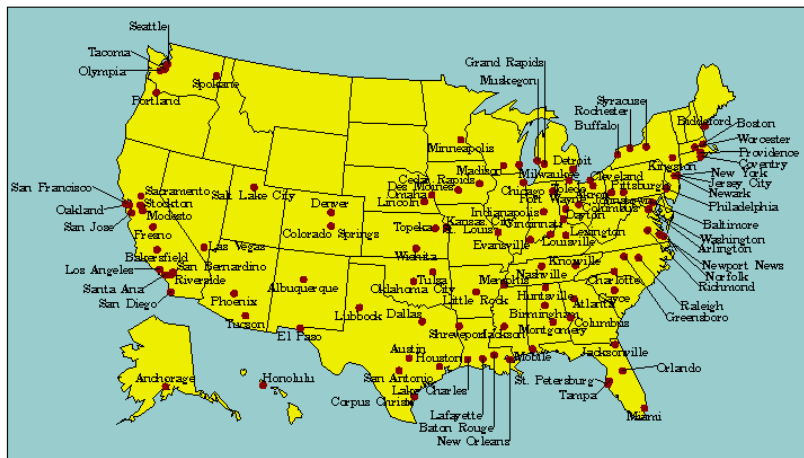 Seattle
Tacoma
Olympia
Spokane
Portland
Grand Rapids
Muskegon
Syracuse
Rochester
Buffalo
Biddeford
Boston
Worcester
Providence
Coventry
Minneapolis
Madison
Milwaukee
Detroit
Kingston
New York
Jersey City
Newark
Philadelphia
Cedar Rapids
Des Moines
Omaha
Lincoln
Chicago
Toledo
Cleveland
Akron
Pittsburgh
Fort Wayne
Columbus
San Francisco
Sacramento
Oakland
Stockton
San Jose
Modesto
Salt Lake City
Denver
Colorado Springs
Topeka
Kansas City
Indianapolis
Cincinnati
Dayton
Baltimore
Washington
Arlington
Fresno
Las Vegas
Bakersfield
Wichita
Evansville
Louisville
Lexington
Newport News
Norfolk
Richmond
Los Angeles
San Bernardino
Santa Ana
Riverside
San Diego
Albuquerque
Phoenix
Tucson
El Paso
Tulsa
Oklahoma City
Lubbock
Dallas
Memphis
Little Rock
Nashville
Knoxville
Charlotte
Raleigh
Greensboro
Huntsville
Atlanta
Cayce
Birmingham
Columbus
Montgomery
Shreveport
Jackson
Mobile
Jacksonville
Austin
Houston
San Antonio
Lake Charles
Corpus Christi
Lafayette
Baton Rouge
New Orleans
St. Petersburg
Tampa
Orlando
Miami
Anchorage
Honolulu